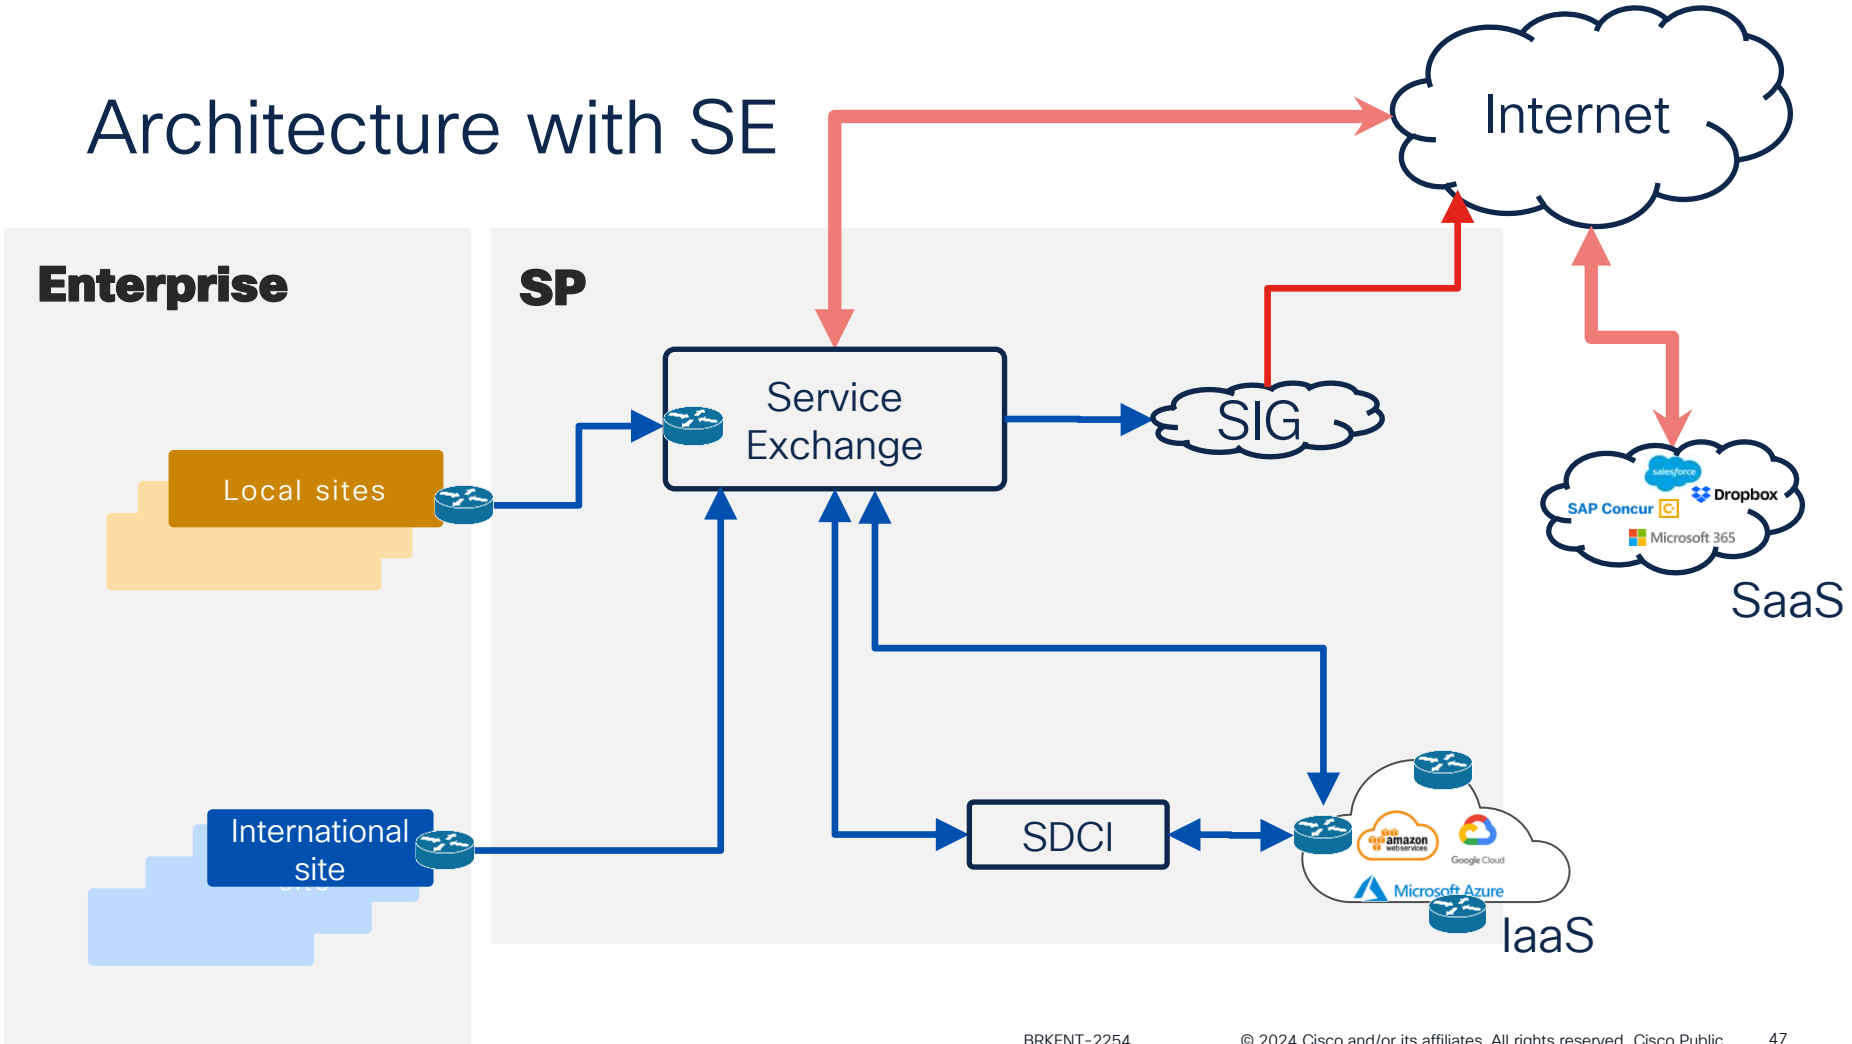 Architecture with SE
Internet
Enterprise
SP
Service
Exchange
SIG
Local sites
salesforce
Dropbox
SAP Concur
Microsoft 365
SaaS
International
site
SDCI
amazon
webservices
Google Cloud
Microsoft Azure
IaaS
BRKENT-2254
© 2024 Cisco and/or its affiliates. All rights reserved. Cisco Public
47